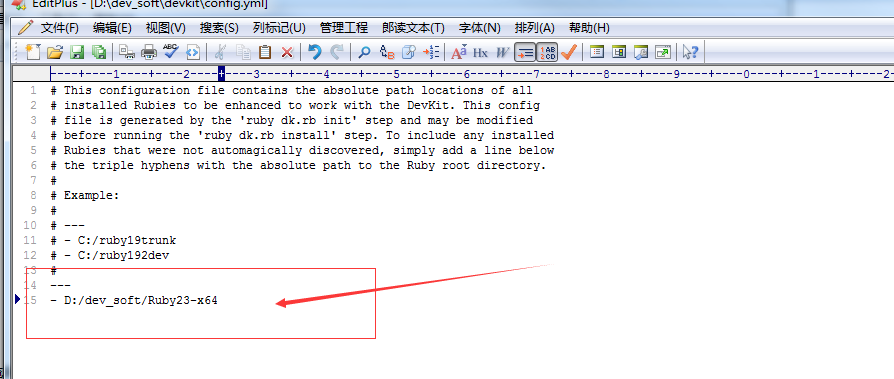 EditPlus - [D:\dev_soft\devkit\config.yml]
文件(F) 编辑(E) 视图(V) 搜索(S) 列标记(U) 管理工程 郎读文本(T) 字体(N) 排列(A) 帮助(H)
ABC A Hx W 1AB 2CD
----+----1----+----2----+----3----+----4----+----5----+----6----+----7----+----8----+----9----+----0----+----1----+----2
1 # This configuration file contains the absolute path locations of all
2 # installed Rubies to be enhanced to work with the DevKit. This config
3 # file is generated by the 'ruby dk.rb init' step and may be modified
4 # before running the 'ruby dk.rb install' step. To include any installed
5 # Rubies that were not automagically discovered, simply add a line below
6 # the triple hyphens with the absolute path to the Ruby root directory.
7 #
8 # Example:
9 #
10 # ---
11 # - C:/ruby19trunk
12 # - C:/ruby192dev
13 #
14 ---
15 - D:/dev_soft/Ruby23-x64